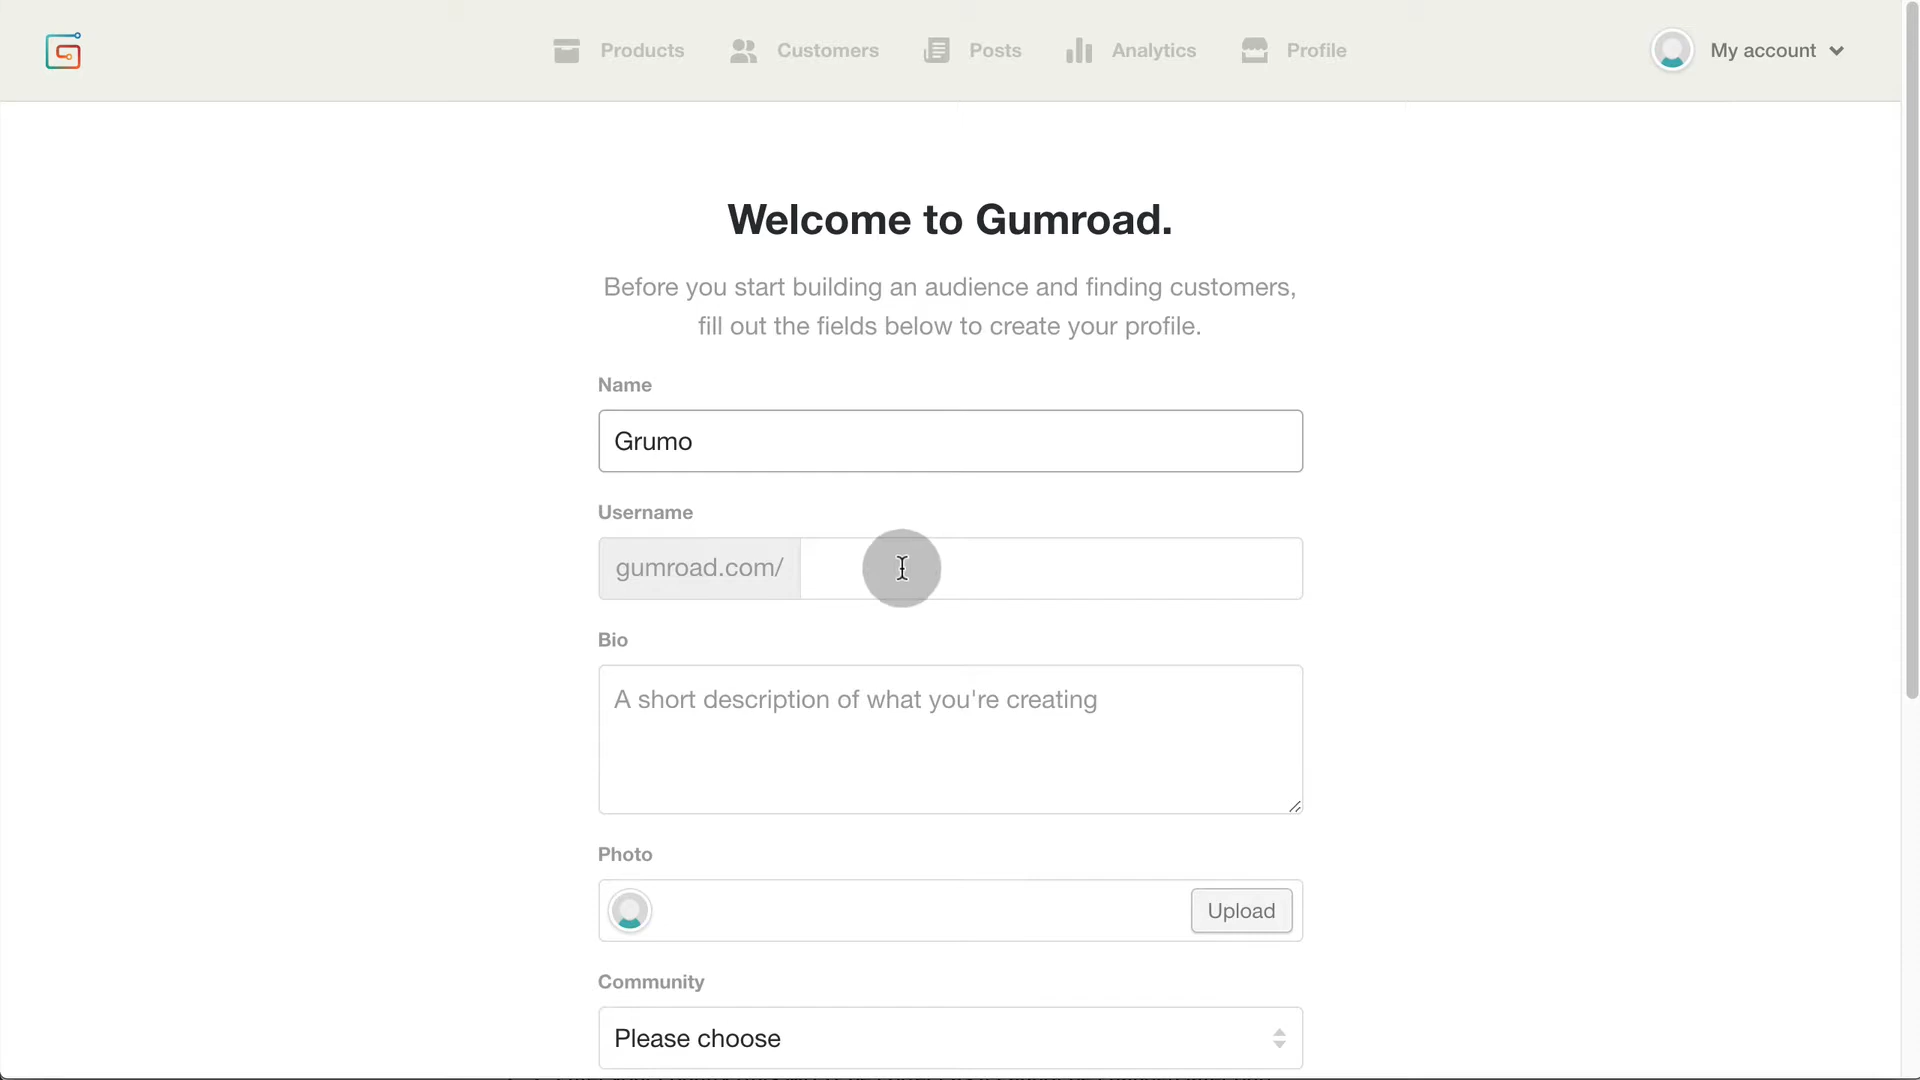 Products
Customers
Posts
Analytics
Profile
My account
Welcome to Gumroad.
Before you start building an audience and finding customers,
fill out the fields below to create your profile.
Name
Grumo
Username
gumroad.com/
Bio
A short description of what you're creating
Photo
Upload
Community
Please choose